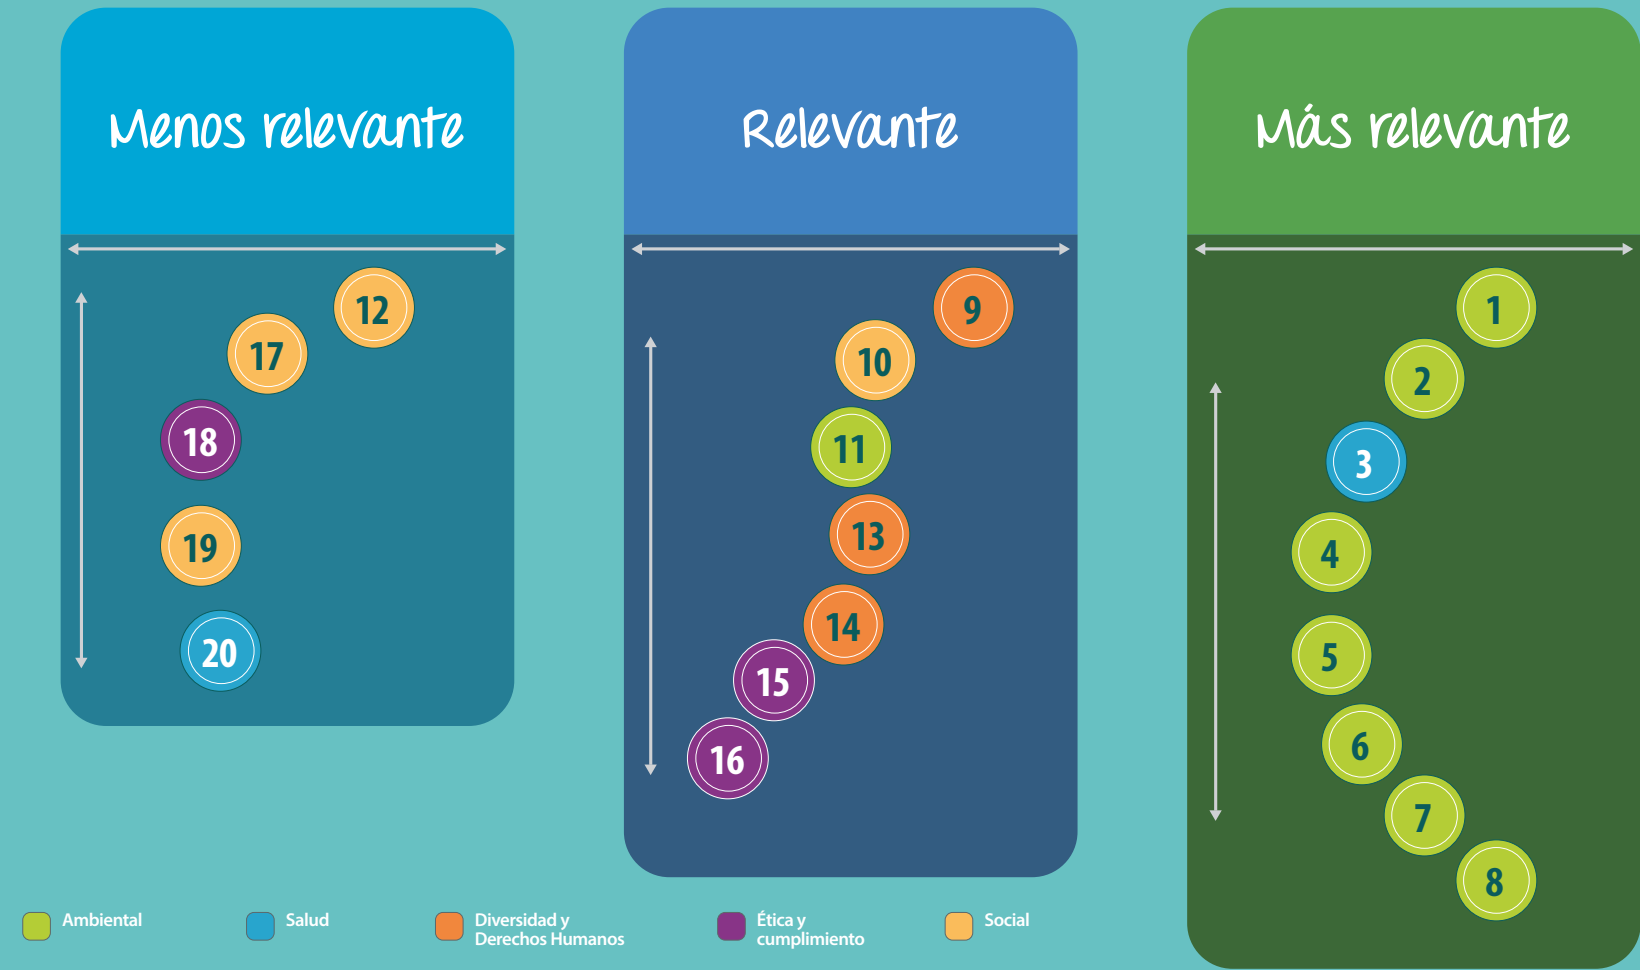 Menos relevante
12
17
18
19
20
Relevante
9
10
11
13
14
15
16
Más relevante
1
2
3
4
5
6
7
8
Ambiental
Salud
Diversidad y
Derechos Humanos
Ética y
cumplimiento
Social